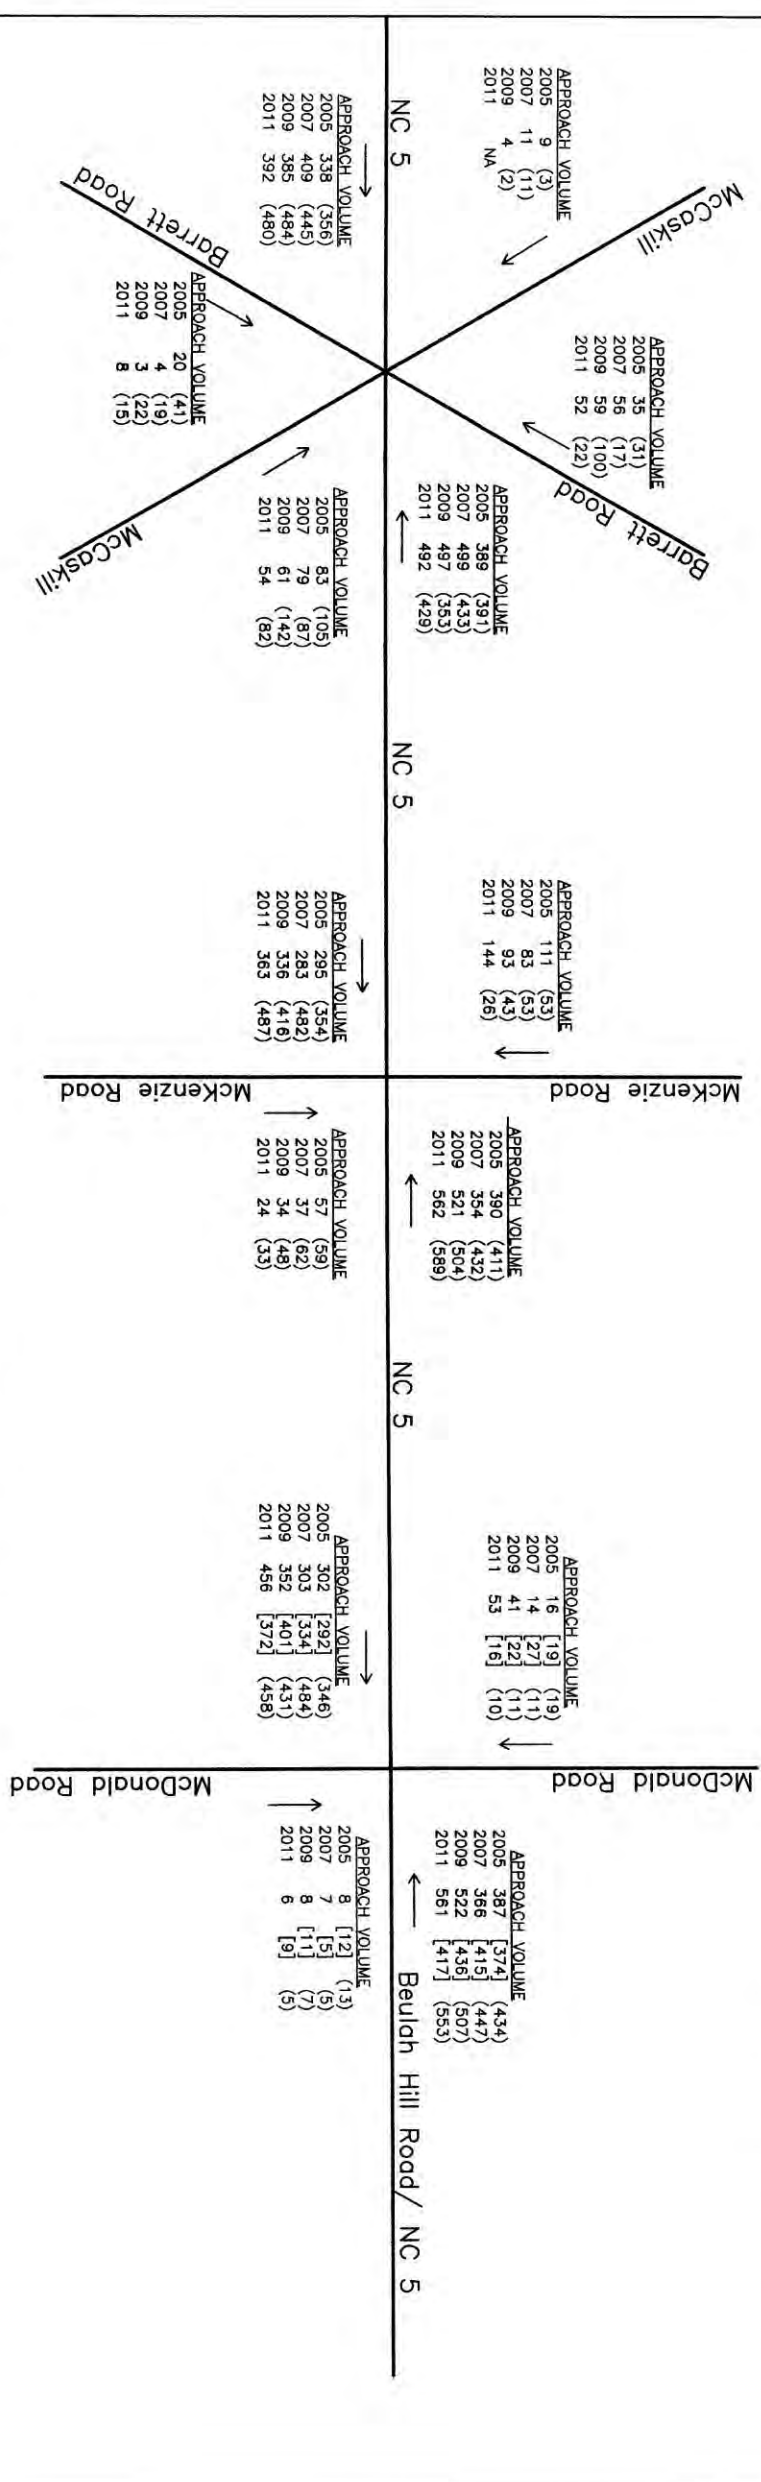 NC 5
McCaskill
APPROACH VOLUME
2005 9 (3)
2007 11 (11)
2009 4 (2)
2011 NA
APPROACH VOLUME
2005 338 (356)
2007 409 (445)
2009 385 (484)
2011 392 (480)
Barrett Road
APPROACH VOLUME
2005 20 (41)
2007 4 (19)
2009 3 (22)
2011 8 (15)
APPROACH VOLUME
2005 35 (31)
2007 56 (17)
2009 59 (100)
2011 52 (22)
Barrett Road
McCaskill
APPROACH VOLUME
2005 83 (105)
2007 79 (87)
2009 61 (142)
2011 54 (82)
APPROACH VOLUME
2005 389 (391)
2007 499 (433)
2009 497 (353)
2011 492 (429)
NC 5
APPROACH VOLUME
2005 111 (53)
2007 83 (53)
2009 93 (43)
2011 144 (26)
APPROACH VOLUME
2005 295 (354)
2007 283 (482)
2009 336 (416)
2011 363 (487)
McKenzie Road
McKenzie Road
APPROACH VOLUME
2005 390 (411)
2007 354 (432)
2009 521 (504)
2011 562 (589)
APPROACH VOLUME
2005 57 (59)
2007 37 (62)
2009 34 (48)
2011 24 (33)
NC 5
APPROACH VOLUME
2005 16 [19] (19)
2007 14 [27] (11)
2009 41 [22] (11)
2011 53 [16] (10)
APPROACH VOLUME
2005 302 [292] (346)
2007 303 [334] (484)
2009 352 [401] (431)
2011 456 [372] (458)
McDonald Road
McDonald Road
APPROACH VOLUME
2005 387 [374] (434)
2007 366 [415] (447)
2009 522 [436] (507)
2011 561 [417] (553)
APPROACH VOLUME
2005 8 [12] (13)
2007 7 [5] (5)
2009 8 [11] (7)
2011 6 [9] (5)
Beulah Hill Road/ NC 5